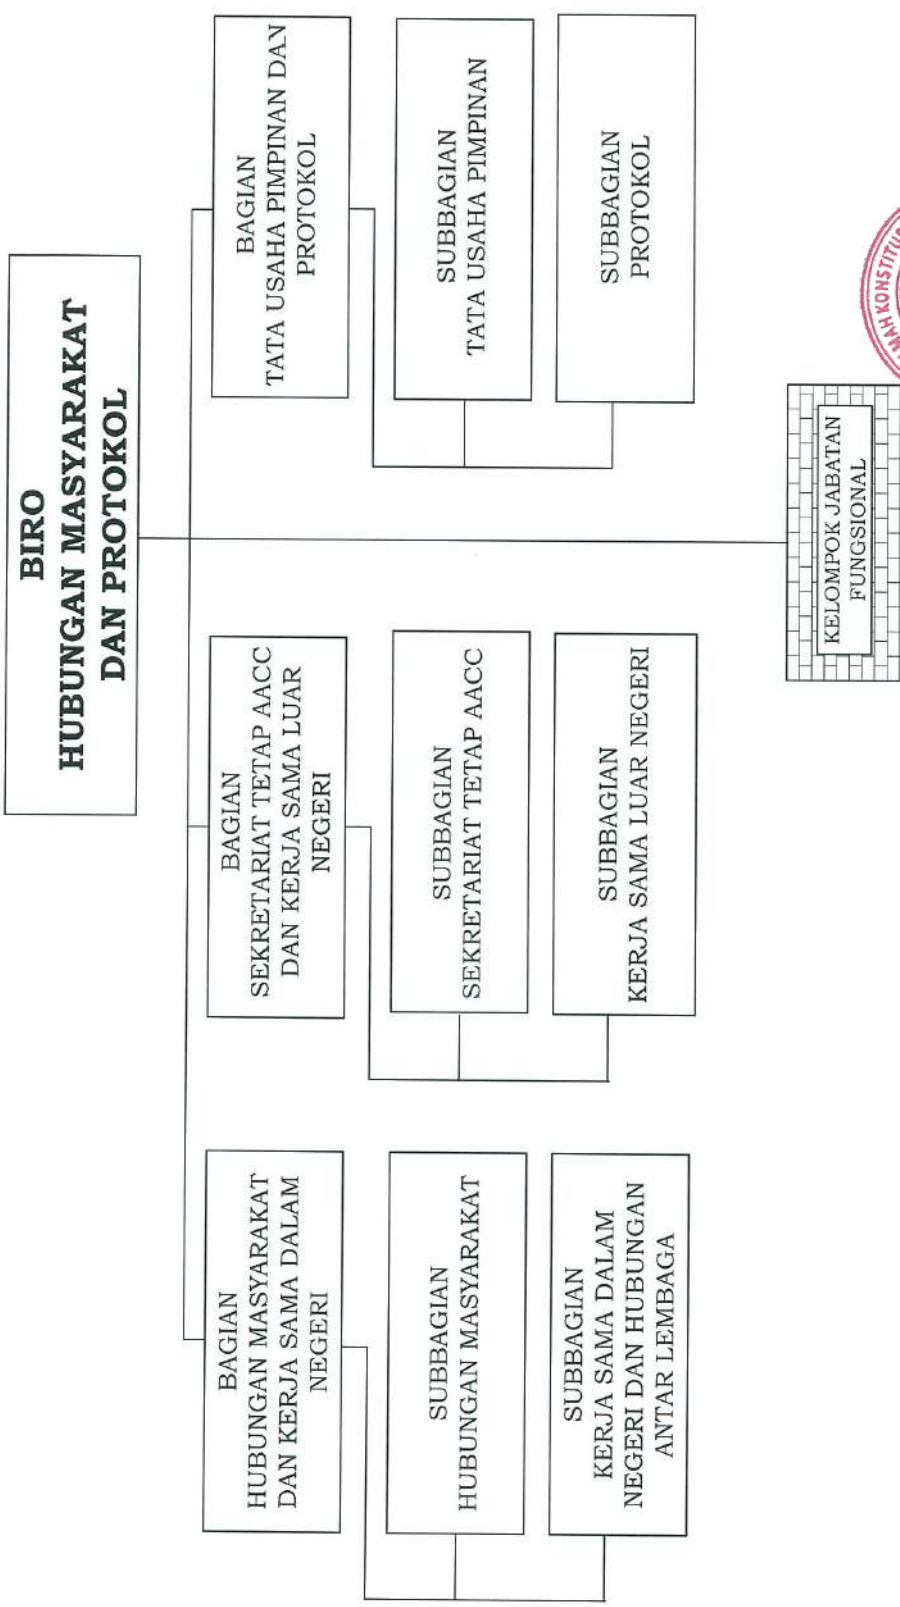 BIRO
HUBUNGAN MASYARAKAT
DAN PROTOKOL
BAGIAN
HUBUNGAN MASYARAKAT
DAN KERJA SAMA DALAM
NEGERI
SUBBAGIAN
HUBUNGAN MASYARAKAT
SUBBAGIAN
KERJA SAMA DALAM
NEGERI DAN HUBUNGAN
ANTAR LEMBAGA
BAGIAN
SEKRETARIAT TETAP AACC
DAN KERJA SAMA LUAR
NEGERI
SUBBAGIAN
SEKRETARIAT TETAP AACC
SUBBAGIAN
KERJA SAMA LUAR NEGERI
BAGIAN
TATA USAHA PIMPINAN DAN
PROTOKOL
SUBBAGIAN
TATA USAHA PIMPINAN
SUBBAGIAN
PROTOKOL
KELOMPOK JABATAN
FUNGSIONAL